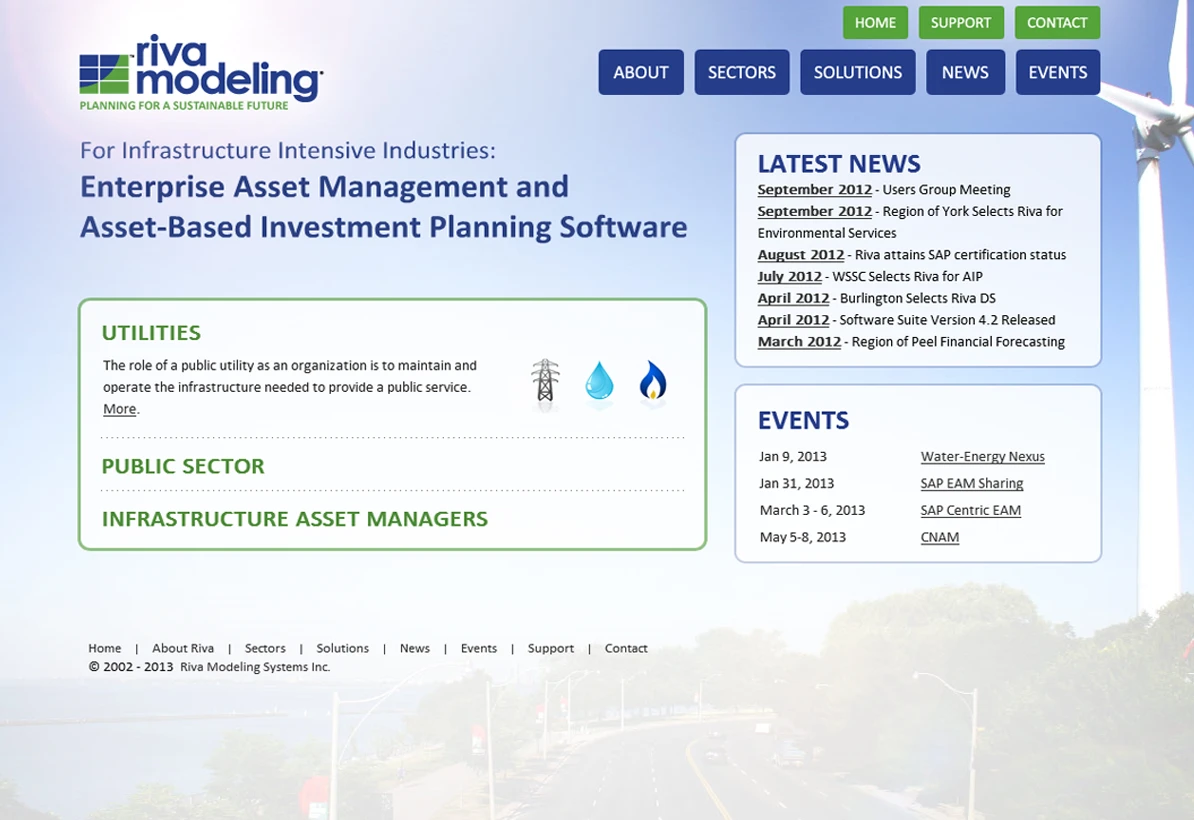 HOME SUPPORT CONTACT
riva
modeling
PLANNING FOR A SUSTAINABLE FUTURE
ABOUT SECTORS SOLUTIONS NEWS EVENTS
For Infrastructure Intensive Industries:
Enterprise Asset Management and
Asset-Based Investment Planning Software
UTILITIES
The role of a public utility as an organization is to maintain and
operate the infrastructure needed to provide a public service.
More.
PUBLIC SECTOR
INFRASTRUCTURE ASSET MANAGERS
LATEST NEWS
September 2012 - Users Group Meeting
September 2012 - Region of York Selects Riva for
Environmental Services
August 2012 - Riva attains SAP certification status
July 2012 - WSSC Selects Riva for AIP
April 2012 - Burlington Selects Riva DS
April 2012 - Software Suite Version 4.2 Released
March 2012 - Region of Peel Financial Forecasting
EVENTS
Jan 9, 2013 Water-Energy Nexus
Jan 31, 2013 SAP EAM Sharing
March 3 - 6, 2013 SAP Centric EAM
May 5-8, 2013 CNAM
Home | About Riva | Sectors | Solutions | News | Events | Support | Contact
© 2002 - 2013 Riva Modeling Systems Inc.